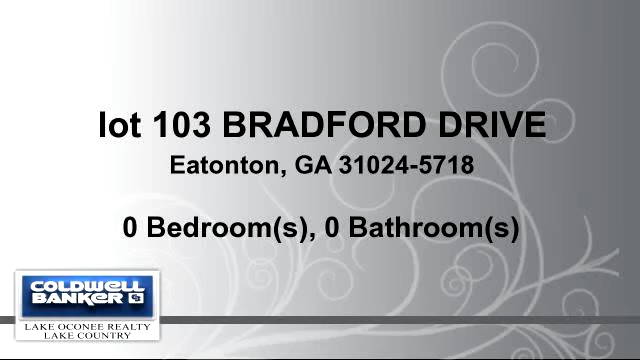 lot 103 BRADFORD DRIVE
Eatonton, GA 31024-5718
0 Bedroom(s), 0 Bathroom(s)
COLDWELL
BANKER
LAKE OCONEE REALTY
LAKE COUNTRY